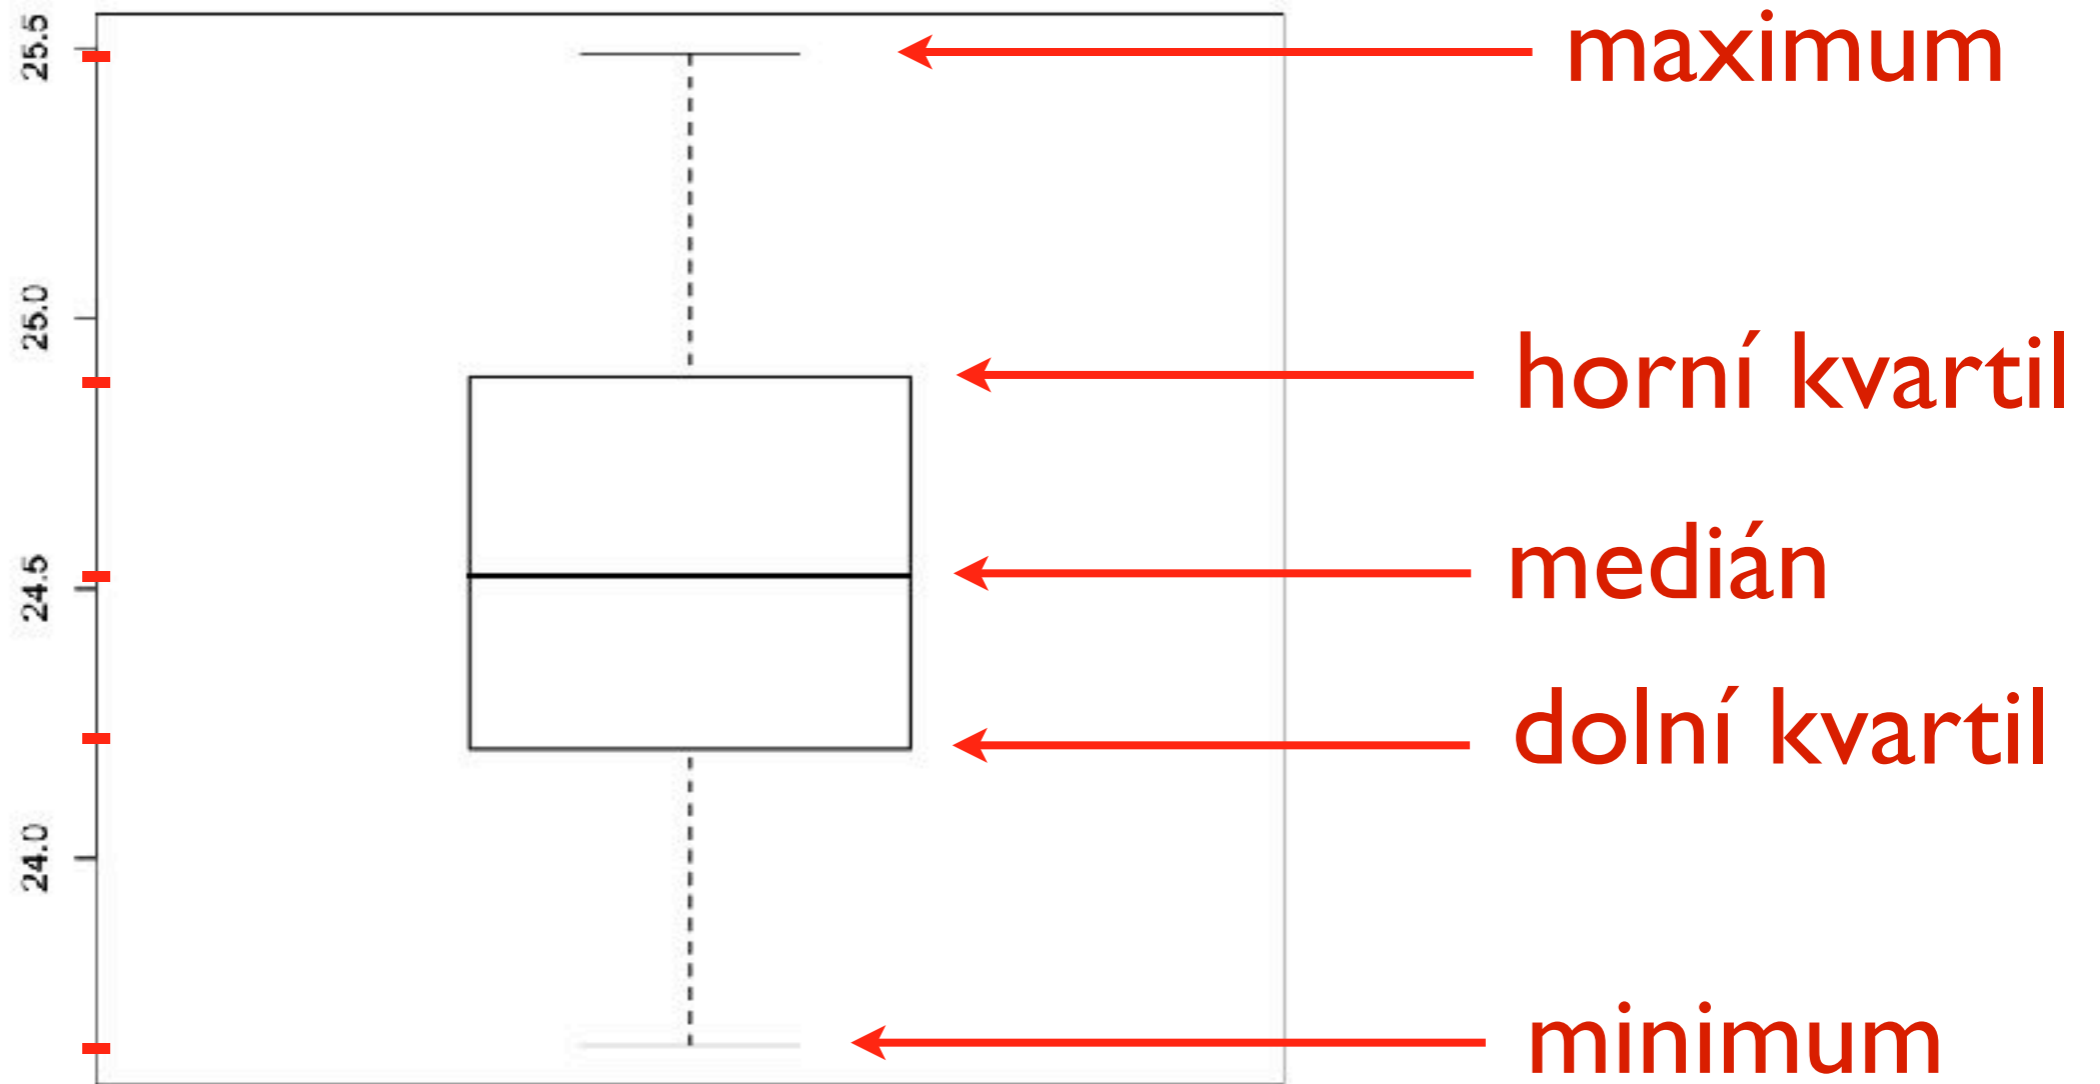 25.5
maximum
25.0
horní kvartil
24.5
medián
dolní kvartil
24.0
minimum